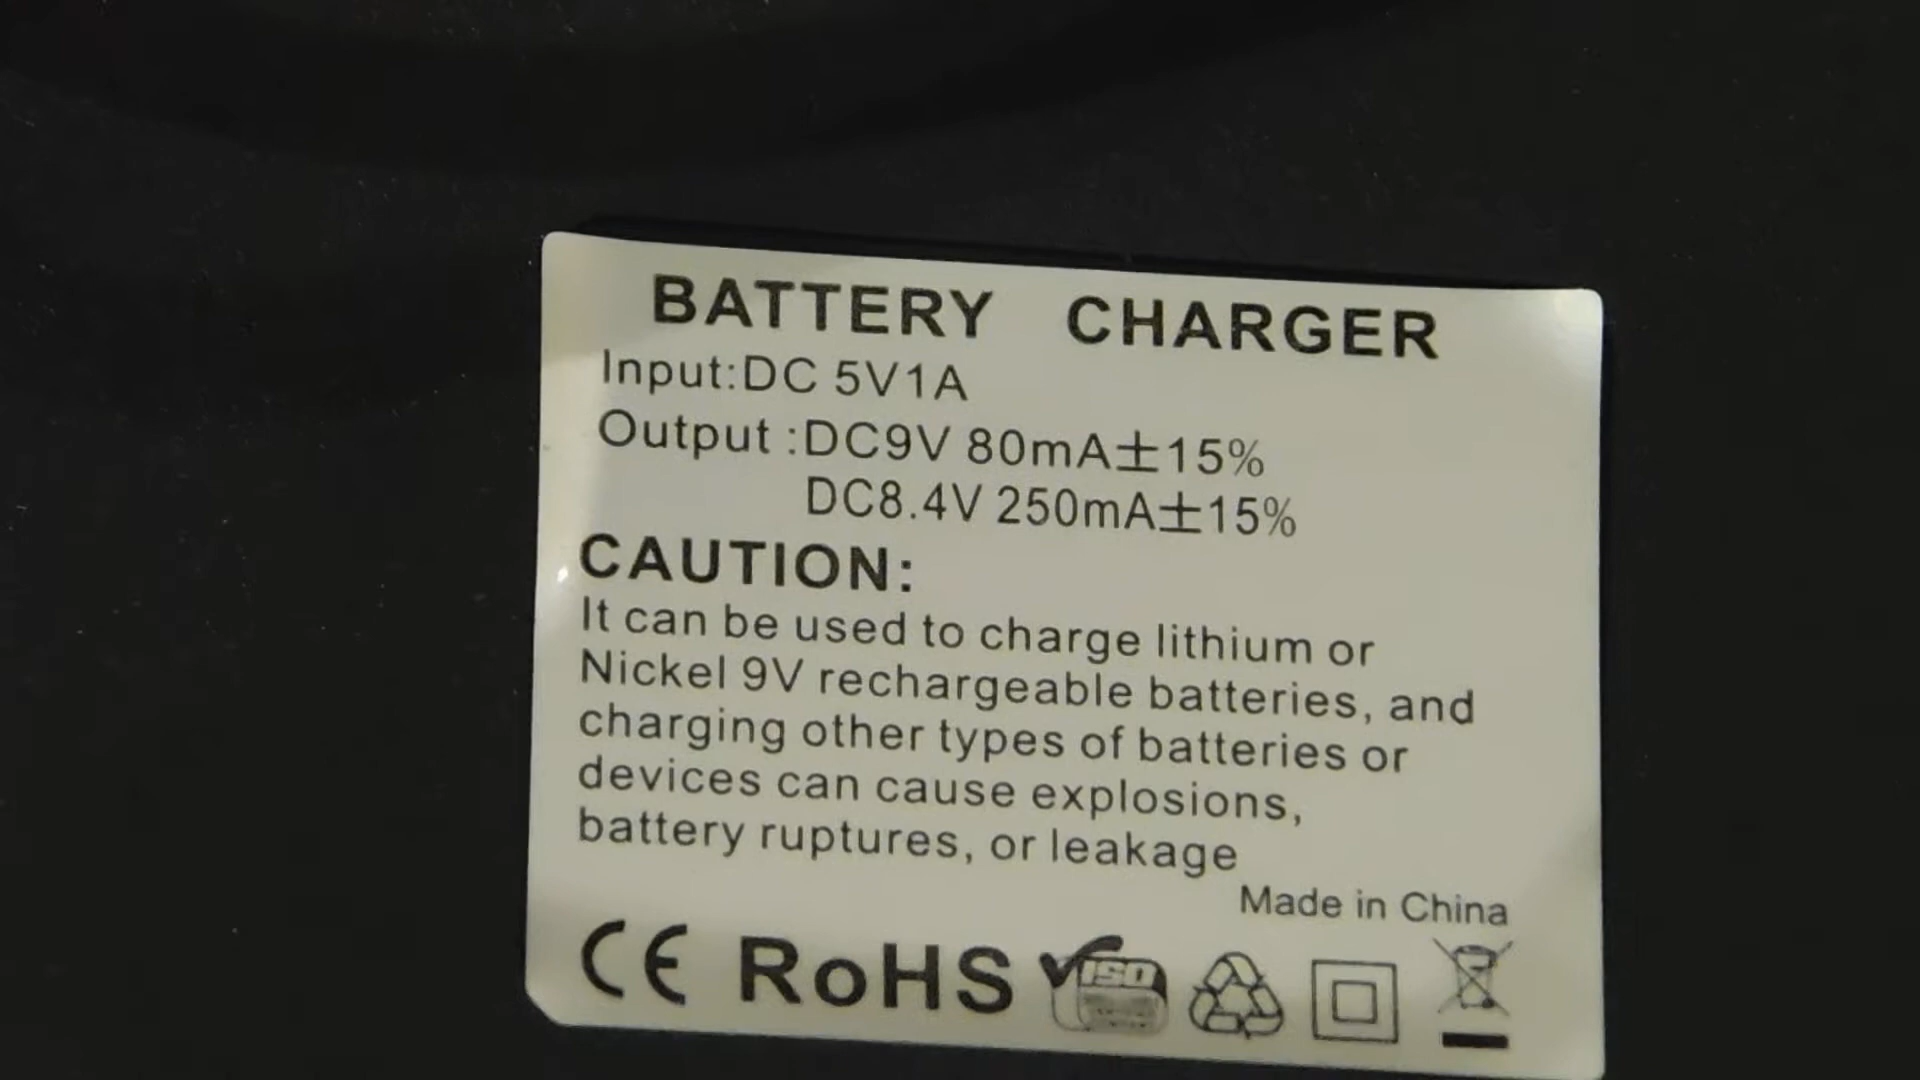 BATTERY CHARGER
Input:DC 5V1A
Output :DC9V 80mA±15%
DC8.4V 250mA±15%
CAUTION:
It can be used to charge lithium or
Nickel 9V rechargeable batteries, and
charging other types of batteries or
devices can cause explosions,
battery ruptures, or leakage
Made in China
CE RoHS ISO